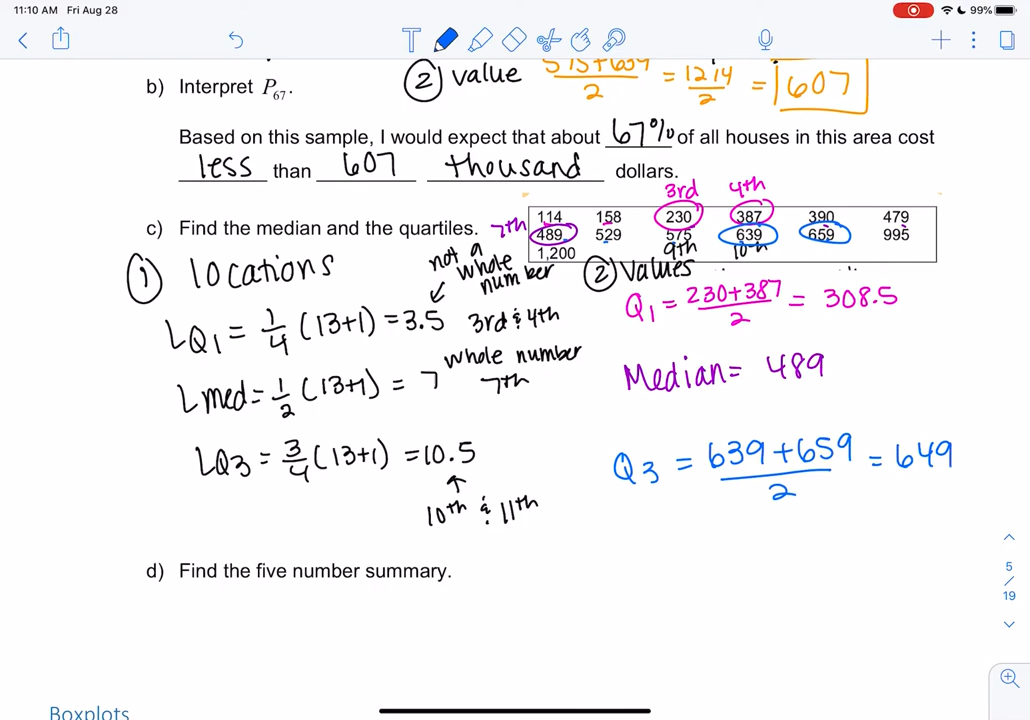 11:10 AM Fri Aug 28
99%
b) Interpret P67.
② value 575+639/2 = 1214/2 = 607
Based on this sample, I would expect that about 67% of all houses in this area cost
less than 607 thousand dollars.
3rd 4th
114 158 230 387 390 479
c) Find the median and the quartiles. 7th 489 529 575 639 659 995
1,200 9th 10th
① locations
not a whole number
② values
LQ1 = 1/4 (13+1) = 3.5 3rd & 4th
Q1 = 230+387/2 = 308.5
whole number
Lmed = 1/2 (13+1) = 7 7th
Median = 489
LQ3 = 3/4 (13+1) = 10.5
Q3 = 639+659/2 = 649
10th & 11th
d) Find the five number summary.
5
/
19
Boxplots